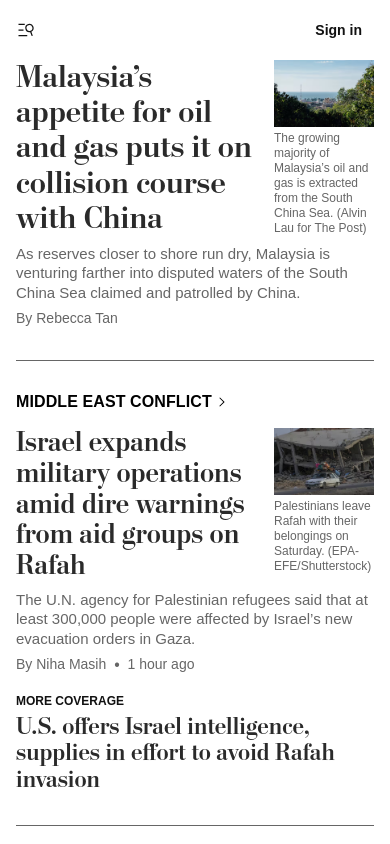 Sign in
Malaysia’s
appetite for oil
and gas puts it on
collision course
with China
The growing
majority of
Malaysia’s oil and
gas is extracted
from the South
China Sea. (Alvin
Lau for The Post)
As reserves closer to shore run dry, Malaysia is
venturing farther into disputed waters of the South
China Sea claimed and patrolled by China.
By Rebecca Tan
MIDDLE EAST CONFLICT
Israel expands
military operations
amid dire warnings
from aid groups on
Rafah
Palestinians leave
Rafah with their
belongings on
Saturday. (EPA-
EFE/Shutterstock)
The U.N. agency for Palestinian refugees said that at
least 300,000 people were affected by Israel’s new
evacuation orders in Gaza.
By Niha Masih • 1 hour ago
MORE COVERAGE
U.S. offers Israel intelligence,
supplies in effort to avoid Rafah
invasion